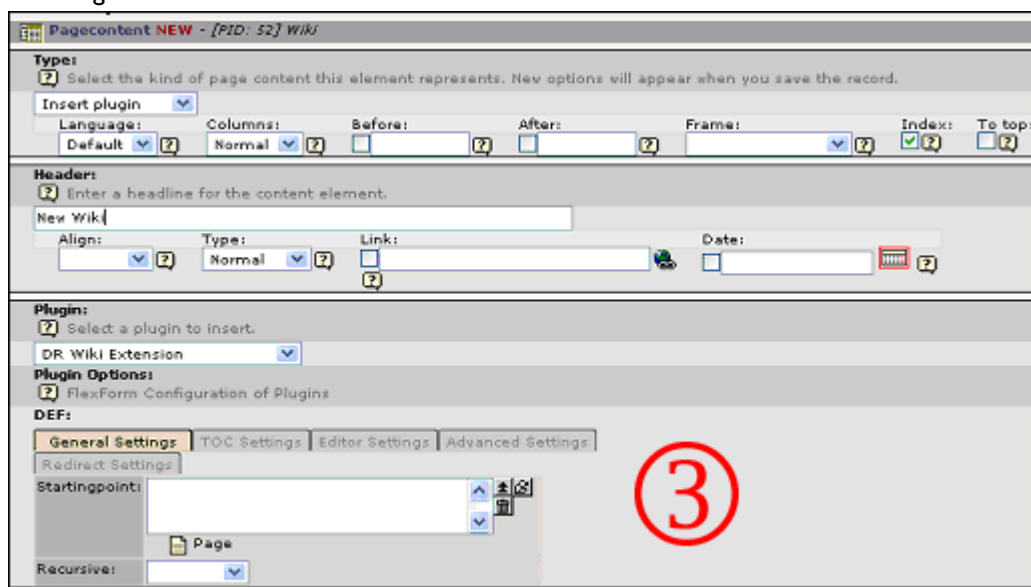 Pagecontent NEW - [PID: 52] Wiki
Type:
Select the kind of page content this element represents. New options will appear when you save the record.
Insert plugin
Language: Columns: Before: After: Frame: Index: To top:
Default Normal
Header:
Enter a headline for the content element.
New Wiki
Align: Type: Link: Date:
Normal
Plugin:
Select a plugin to insert.
DR Wiki Extension
Plugin Options:
FlexForm Configuration of Plugins
DEF:
General Settings TOC Settings Editor Settings Advanced Settings
Redirect Settings
Startingpoint:
3
Page
Recursive: